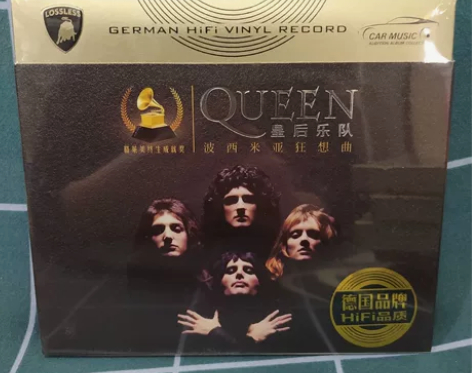 LOSSLESS
GERMAN HiFi VINYL RECORD
CAR MUSIC
QUEEN
皇后乐队
波西米亚狂想曲
德国品牌
HiFi品质